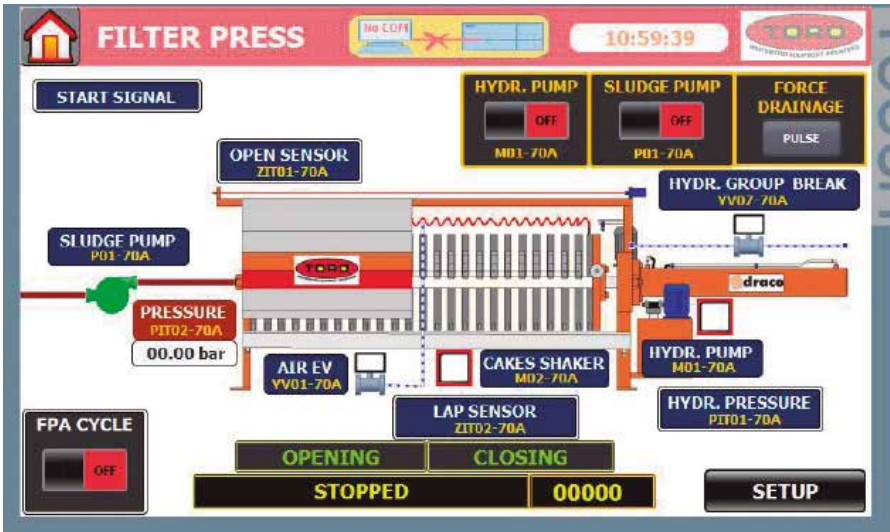 FILTER PRESS
No COM
10:59:39
TORO
START SIGNAL
HYDR. PUMP
OFF
M01-70A
SLUDGE PUMP
OFF
P01-70A
FORCE
DRAINAGE
PULSE
OPEN SENSOR
ZIT01-70A
HYDR. GROUP BREAK
YV07-70A
SLUDGE PUMP
P01-70A
TORO
draco
PRESSURE
PIT02-70A
00.00 bar
AIR EV
YV01-70A
CAKES SHAKER
M02-70A
HYDR. PUMP
M01-70A
LAP SENSOR
ZIT02-70A
HYDR. PRESSURE
PIT01-70A
FPA CYCLE
OFF
OPENING
CLOSING
STOPPED
00000
SETUP